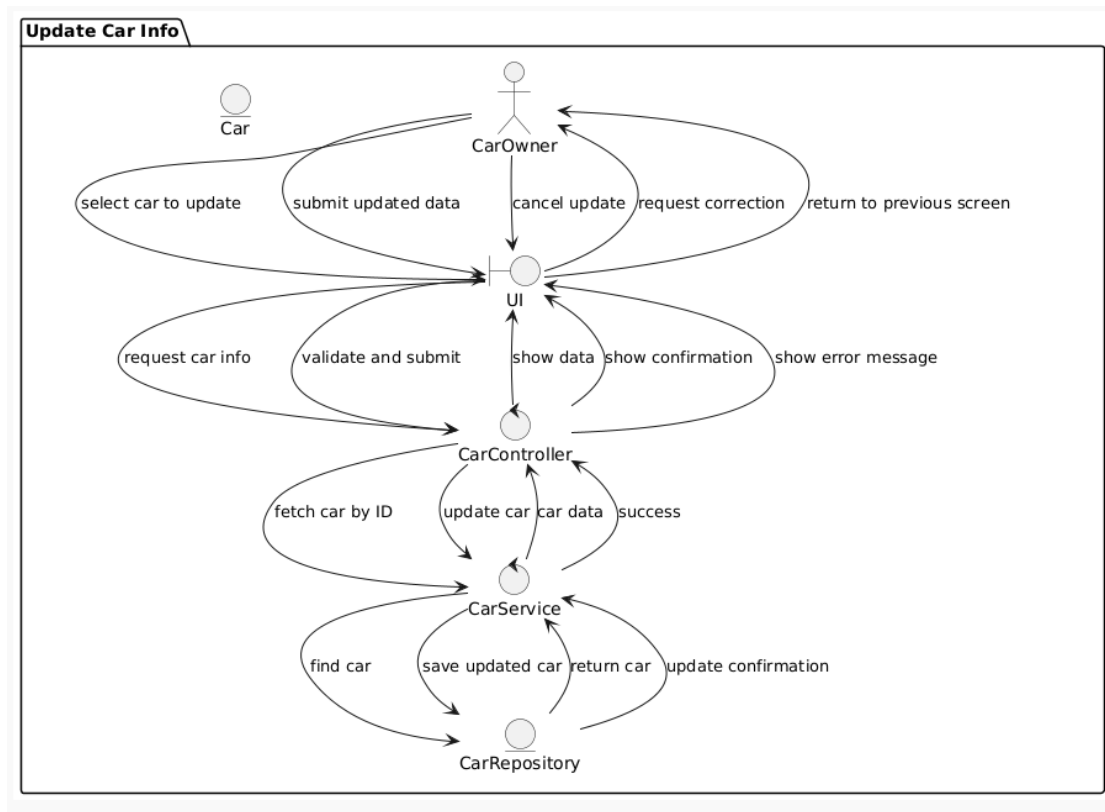 Update Car Info
Car
CarOwner
select car to update
submit updated data
cancel update
request correction
return to previous screen
UI
request car info
validate and submit
show data
show confirmation
show error message
CarController
fetch car by ID
update car
car data
success
CarService
find car
save updated car
return car
update confirmation
CarRepository